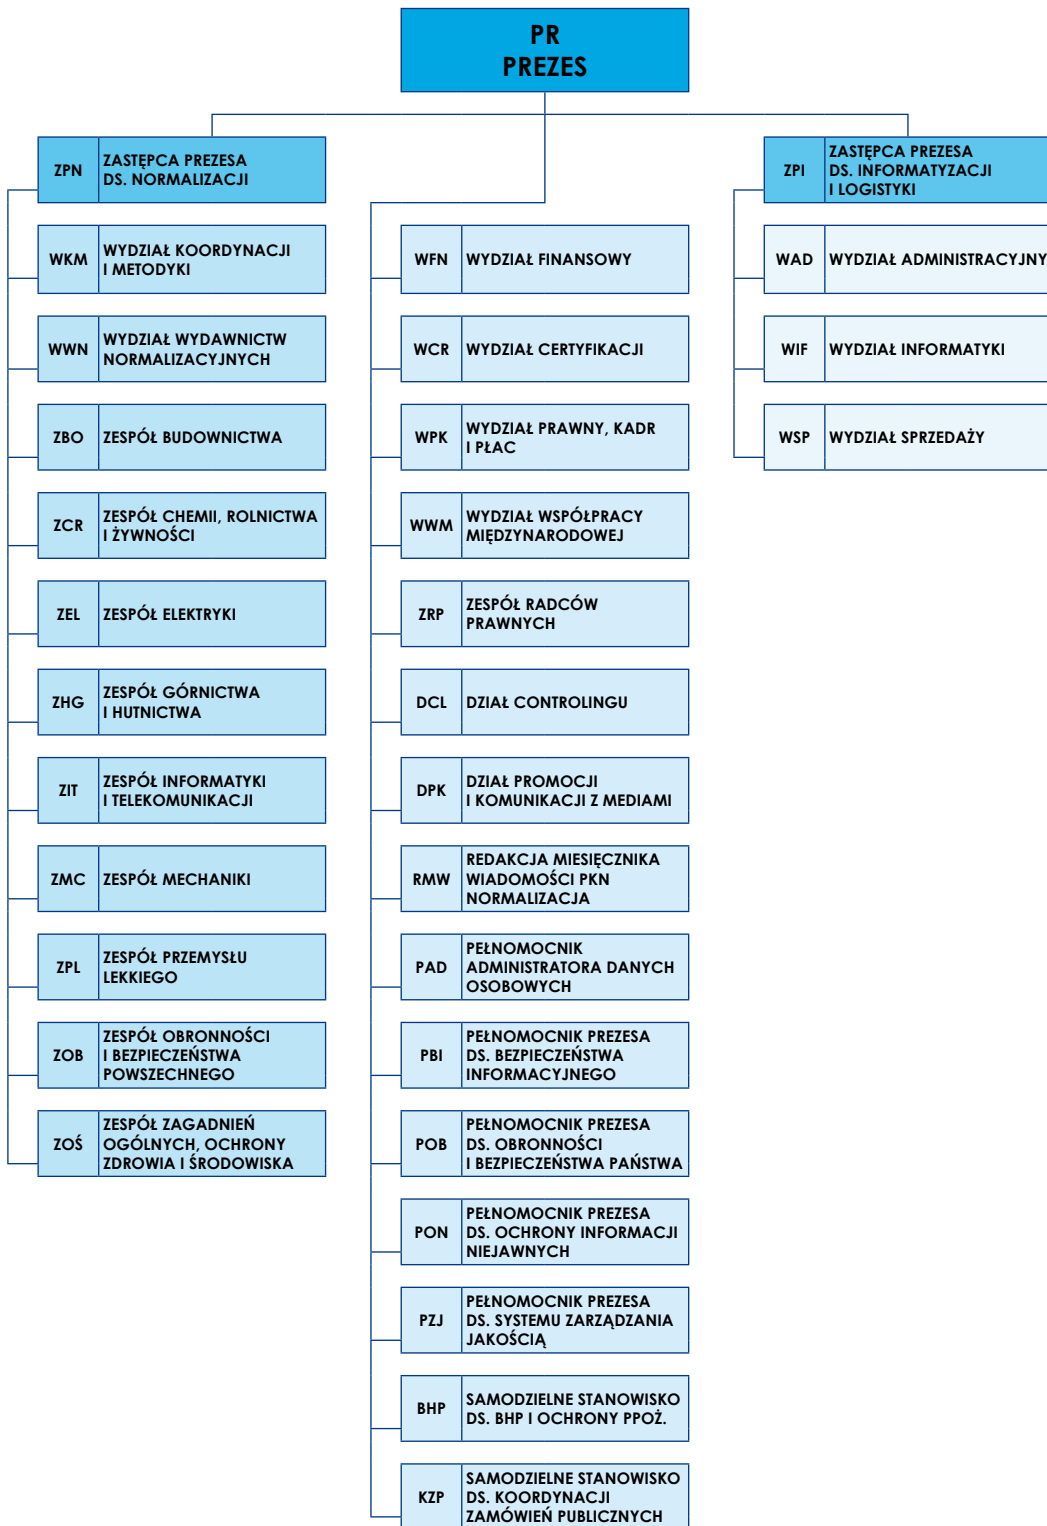 PR
PREZES
ZPN
ZASTĘPCA PREZESA
DS. NORMALIZACJI
WKM
WYDZIAŁ KOORDYNACJI
I METODYKI
WWN
WYDZIAŁ WYDAWNICTW
NORMALIZACYJNYCH
ZBO
ZESPÓŁ BUDOWNICTWA
ZCR
ZESPÓŁ CHEMII, ROLNICTWA
I ŻYWNOŚCI
ZEL
ZESPÓŁ ELEKTRYKI
ZHG
ZESPÓŁ GÓRNICTWA
I HUTNICTWA
ZIT
ZESPÓŁ INFORMATYKI
I TELEKOMUNIKACJI
ZMC
ZESPÓŁ MECHANIKI
ZPL
ZESPÓŁ PRZEMYSŁU
LEKKIEGO
ZOB
ZESPÓŁ OBRONNOŚCI
I BEZPIECZEŃSTWA
POWSZECHNEGO
ZOŚ
ZESPÓŁ ZAGADNIEŃ
OGÓLNYCH, OCHRONY
ZDROWIA I ŚRODOWISKA
WFN
WYDZIAŁ FINANSOWY
WCR
WYDZIAŁ CERTYFIKACJI
WPK
WYDZIAŁ PRAWNY, KADR
I PŁAC
WWM
WYDZIAŁ WSPÓŁPRACY
MIĘDZYNARODOWEJ
ZRP
ZESPÓŁ RADCÓW
PRAWNYCH
DCL
DZIAŁ CONTROLINGU
DPK
DZIAŁ PROMOCJI
I KOMUNIKACJI Z MEDIAMI
RMW
REDAKCJA MIESIĘCZNIKA
WIADOMOŚCI PKN
NORMALIZACJA
PAD
PEŁNOMOCNIK
ADMINISTRATORA DANYCH
OSOBOWYCH
PBI
PEŁNOMOCNIK PREZESA
DS. BEZPIECZEŃSTWA
INFORMACYJNEGO
POB
PEŁNOMOCNIK PREZESA
DS. OBRONNOŚCI
I BEZPIECZEŃSTWA PAŃSTWA
PON
PEŁNOMOCNIK PREZESA
DS. OCHRONY INFORMACJI
NIEJAWNYCH
PZJ
PEŁNOMOCNIK PREZESA
DS. SYSTEMU ZARZĄDZANIA
JAKOŚCIĄ
BHP
SAMODZIELNE STANOWISKO
DS. BHP I OCHRONY PPOŻ.
KZP
SAMODZIELNE STANOWISKO
DS. KOORDYNACJI
ZAMÓWIEŃ PUBLICZNYCH
ZPI
ZASTĘPCA PREZESA
DS. INFORMATYZACJI
I LOGISTYKI
WAD
WYDZIAŁ ADMINISTRACYJNY
WIF
WYDZIAŁ INFORMATYKI
WSP
WYDZIAŁ SPRZEDAŻY